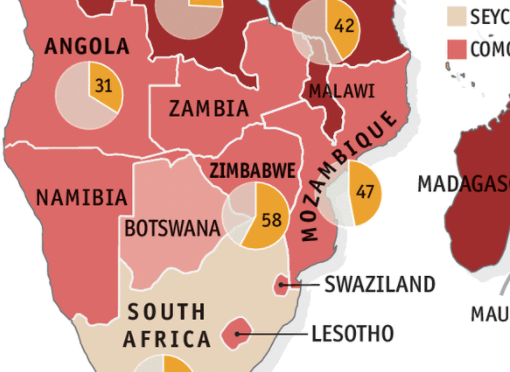 SEYC
42
ANGOLA
COMO
31
MALAWI
ZAMBIA
MOZAMBIQUE
ZIMBABWE
47
MADAGASC
NAMIBIA
BOTSWANA
58
SWAZILAND
SOUTH
AFRICA
MAU
LESOTHO